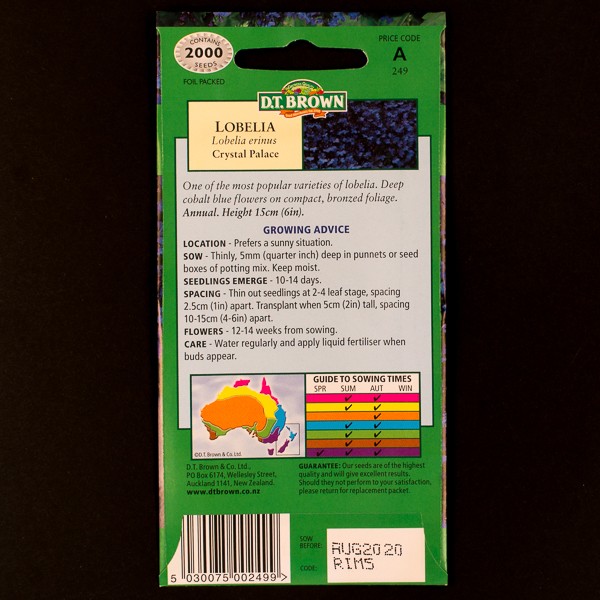 CONTAINS
2000
SEEDS
FOIL PACKED
PRICE CODE
A
249
D.T. BROWN
LOBELIA
Lobelia erinus
Crystal Palace
One of the most popular varieties of lobelia. Deep
cobalt blue flowers on compact, bronzed foliage.
Annual. Height 15cm (6in).
GROWING ADVICE
LOCATION - Prefers a sunny situation.
SOW - Thinly, 5mm (quarter inch) deep in punnets or seed
boxes of potting mix. Keep moist.
SEEDLINGS EMERGE - 10-14 days.
SPACING - Thin out seedlings at 2-4 leaf stage, spacing
2.5cm (1in) apart. Transplant when 5cm (2in) tall, spacing
10-15cm (4-6in) apart.
FLOWERS - 12-14 weeks from sowing.
CARE - Water regularly and apply liquid fertiliser when
buds appear.
GUIDE TO SOWING TIMES
SPR SUM AUT WIN
©D.T. Brown & Co. Ltd.
D.T. Brown & Co. Ltd.,
PO Box 6174, Wellesley Street,
Auckland 1141, New Zealand.
www.dtbrown.co.nz
GUARANTEE: Our seeds are of the highest
quality and will give excellent results.
Should they not perform to your satisfaction,
please return for replacement packet.
SOW
BEFORE:
AUG2020
CODE:
RIMS
5 030075 002499 >